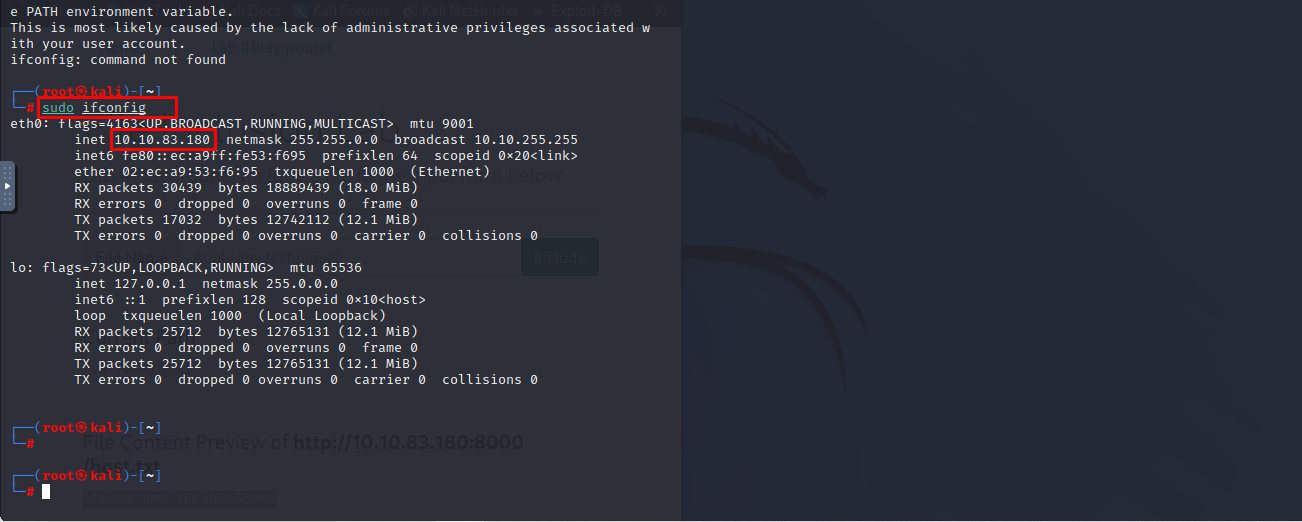 e PATH environment variable.
This is most likely caused by the lack of administrative privileges associated w
ith your user account.
ifconfig: command not found
┌──(root㉿kali)-[~]
└─# sudo ifconfig
eth0: flags=4163<UP,BROADCAST,RUNNING,MULTICAST>  mtu 9001
        inet 10.10.83.180  netmask 255.255.0.0  broadcast 10.10.255.255
        inet6 fe80::ec:a9ff:fe53:f695  prefixlen 64  scopeid 0×20<link>
        ether 02:ec:a9:53:f6:95  txqueuelen 1000  (Ethernet)
        RX packets 30439  bytes 18889439 (18.0 MiB)
        RX errors 0  dropped 0  overruns 0  frame 0
        TX packets 17032  bytes 12742112 (12.1 MiB)
        TX errors 0  dropped 0 overruns 0  carrier 0  collisions 0
lo: flags=73<UP,LOOPBACK,RUNNING>  mtu 65536
        inet 127.0.0.1  netmask 255.0.0.0
        inet6 ::1  prefixlen 128  scopeid 0×10<host>
        loop  txqueuelen 1000  (Local Loopback)
        RX packets 25712  bytes 12765131 (12.1 MiB)
        RX errors 0  dropped 0  overruns 0  frame 0
        TX packets 25712  bytes 12765131 (12.1 MiB)
        TX errors 0  dropped 0 overruns 0  carrier 0  collisions 0
┌──(root㉿kali)-[~]
└─#
┌──(root㉿kali)-[~]
└─#
Kali Docs Kali Forums Kali NetHunter Exploit-DB
Lab #Playground
below
File Name
Include
File Content Preview of http://10.10.83.180:8000
/host.txt